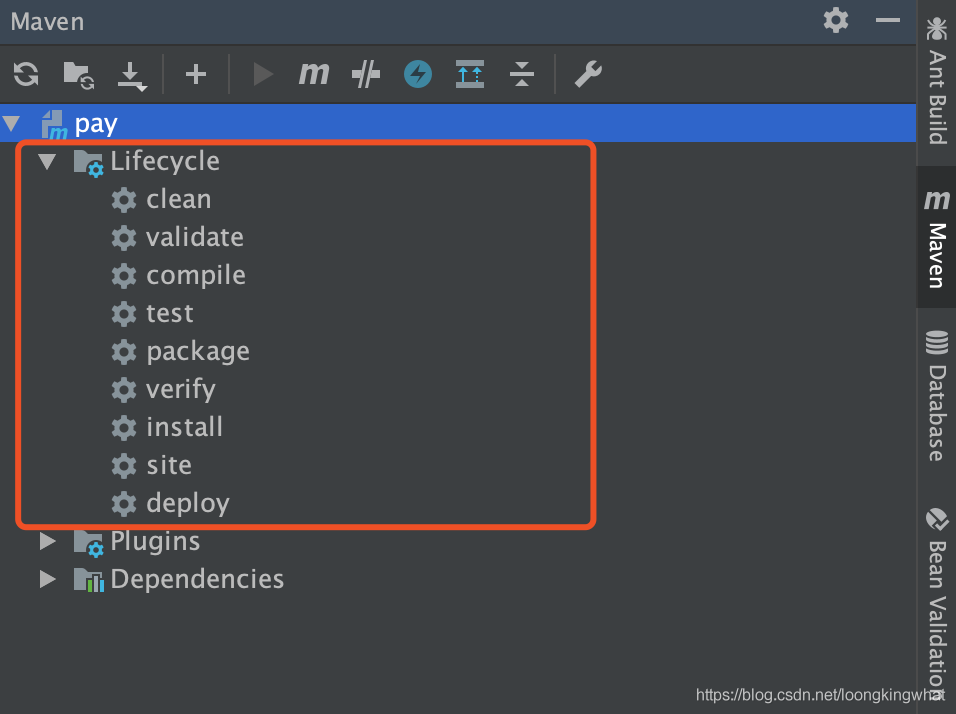 Maven
m
pay
Lifecycle
clean
validate
compile
test
package
verify
install
site
deploy
Plugins
Dependencies
Ant Build
m
Maven
Database
Bean Validation
https://blog.csdn.net/loongkingwhat